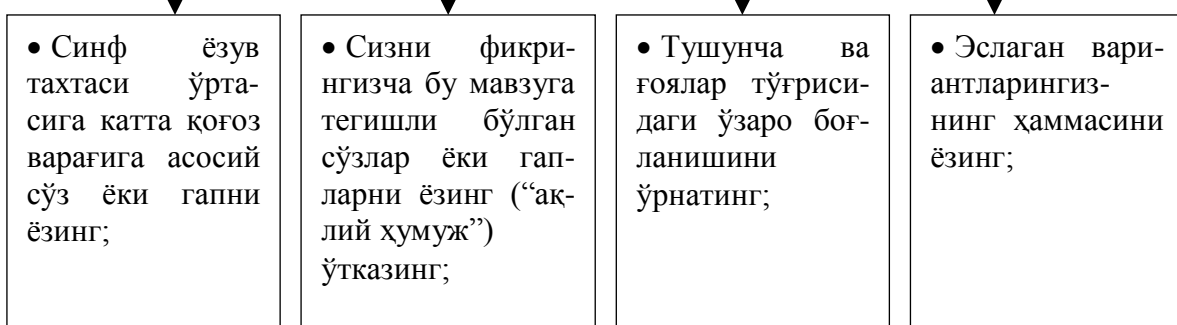 • Синф ёзув
тахтаси ўрта-
сига катта қоғоз
варағига асосий
сўз ёки гапни
ёзинг;
• Сизни фикри-
нгизча бу мавзуга
тегишли бўлган
сўзлар ёки гап-
ларни ёзинг (“ақ-
лий ҳумуж”)
ўтказинг;
• Тушунча ва
ғоялар тўғриси-
даги ўзаро боғ-
ланишини
ўрнатинг;
• Эслаган вари-
антларингиз-
нинг ҳаммасини
ёзинг;